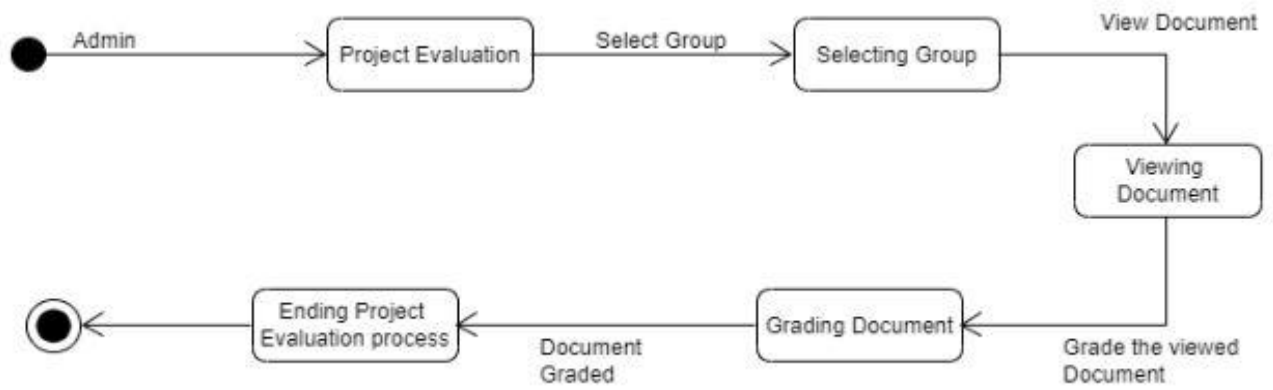 Admin
Project Evaluation
Select Group
Selecting Group
View Document
Viewing
Document
Grade the viewed
Document
Grading Document
Document
Graded
Ending Project
Evaluation process